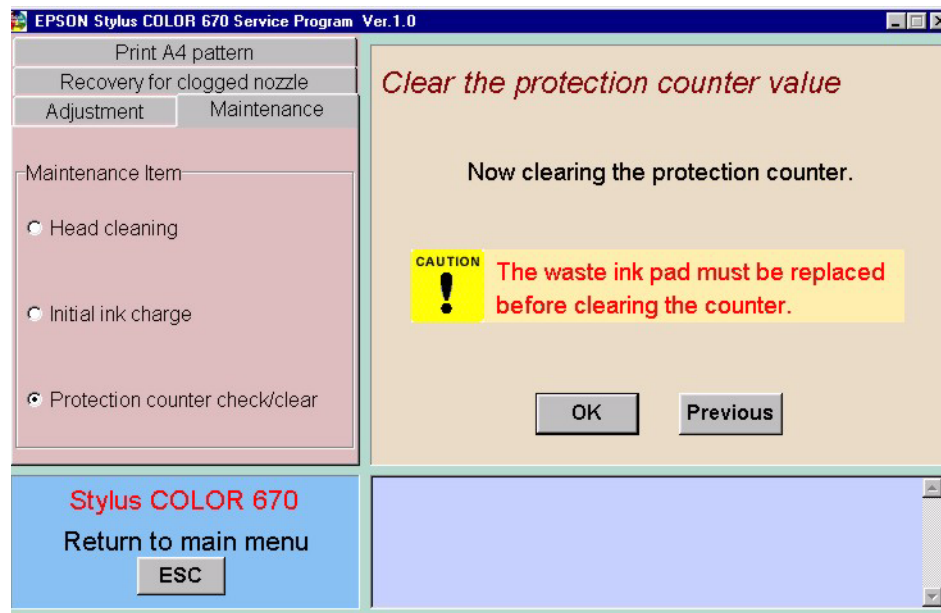 EPSON Stylus COLOR 670 Service Program Ver.1.0
Print A4 pattern
Recovery for clogged nozzle
Adjustment
Maintenance
Maintenance Item
Head cleaning
Initial ink charge
Protection counter check/clear
Clear the protection counter value
Now clearing the protection counter.
CAUTION
!
The waste ink pad must be replaced
before clearing the counter.
OK
Previous
Stylus COLOR 670
Return to main menu
ESC